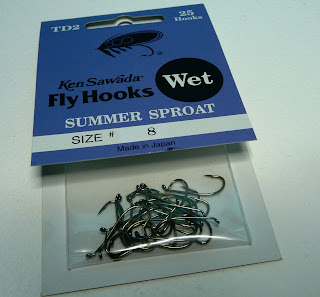 TD2 25
Hooks
Ken Sawada®
Fly Hooks Wet
SUMMER SPROAT
SIZE # 8
Made in Japan